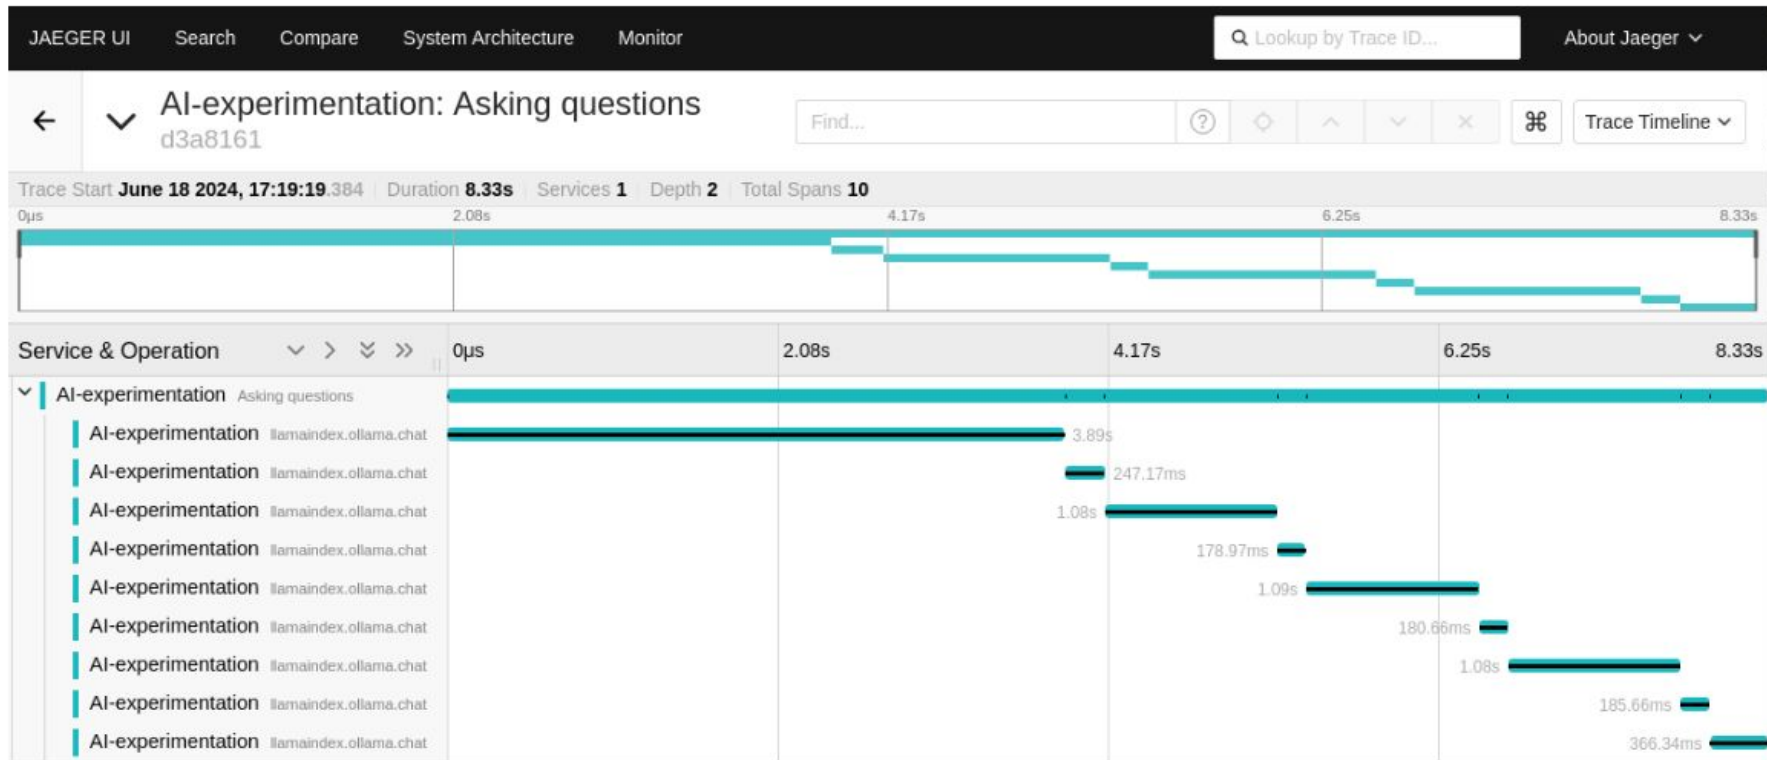 JAEGER UI Search Compare System Architecture Monitor Lookup by Trace ID... About Jaeger
AI-experimentation: Asking questions
d3a8161
Find... Trace Timeline
Trace Start June 18 2024, 17:19:19.384 Duration 8.33s Services 1 Depth 2 Total Spans 10
0μs 2.08s 4.17s 6.25s 8.33s
Service & Operation 0μs 2.08s 4.17s 6.25s 8.33s
AI-experimentation Asking questions
AI-experimentation llamaindex.ollama.chat 3.89s
AI-experimentation llamaindex.ollama.chat 247.17ms
AI-experimentation llamaindex.ollama.chat 1.08s
AI-experimentation llamaindex.ollama.chat 178.97ms
AI-experimentation llamaindex.ollama.chat 1.09s
AI-experimentation llamaindex.ollama.chat 180.66ms
AI-experimentation llamaindex.ollama.chat 1.08s
AI-experimentation llamaindex.ollama.chat 185.66ms
AI-experimentation llamaindex.ollama.chat 366.34ms